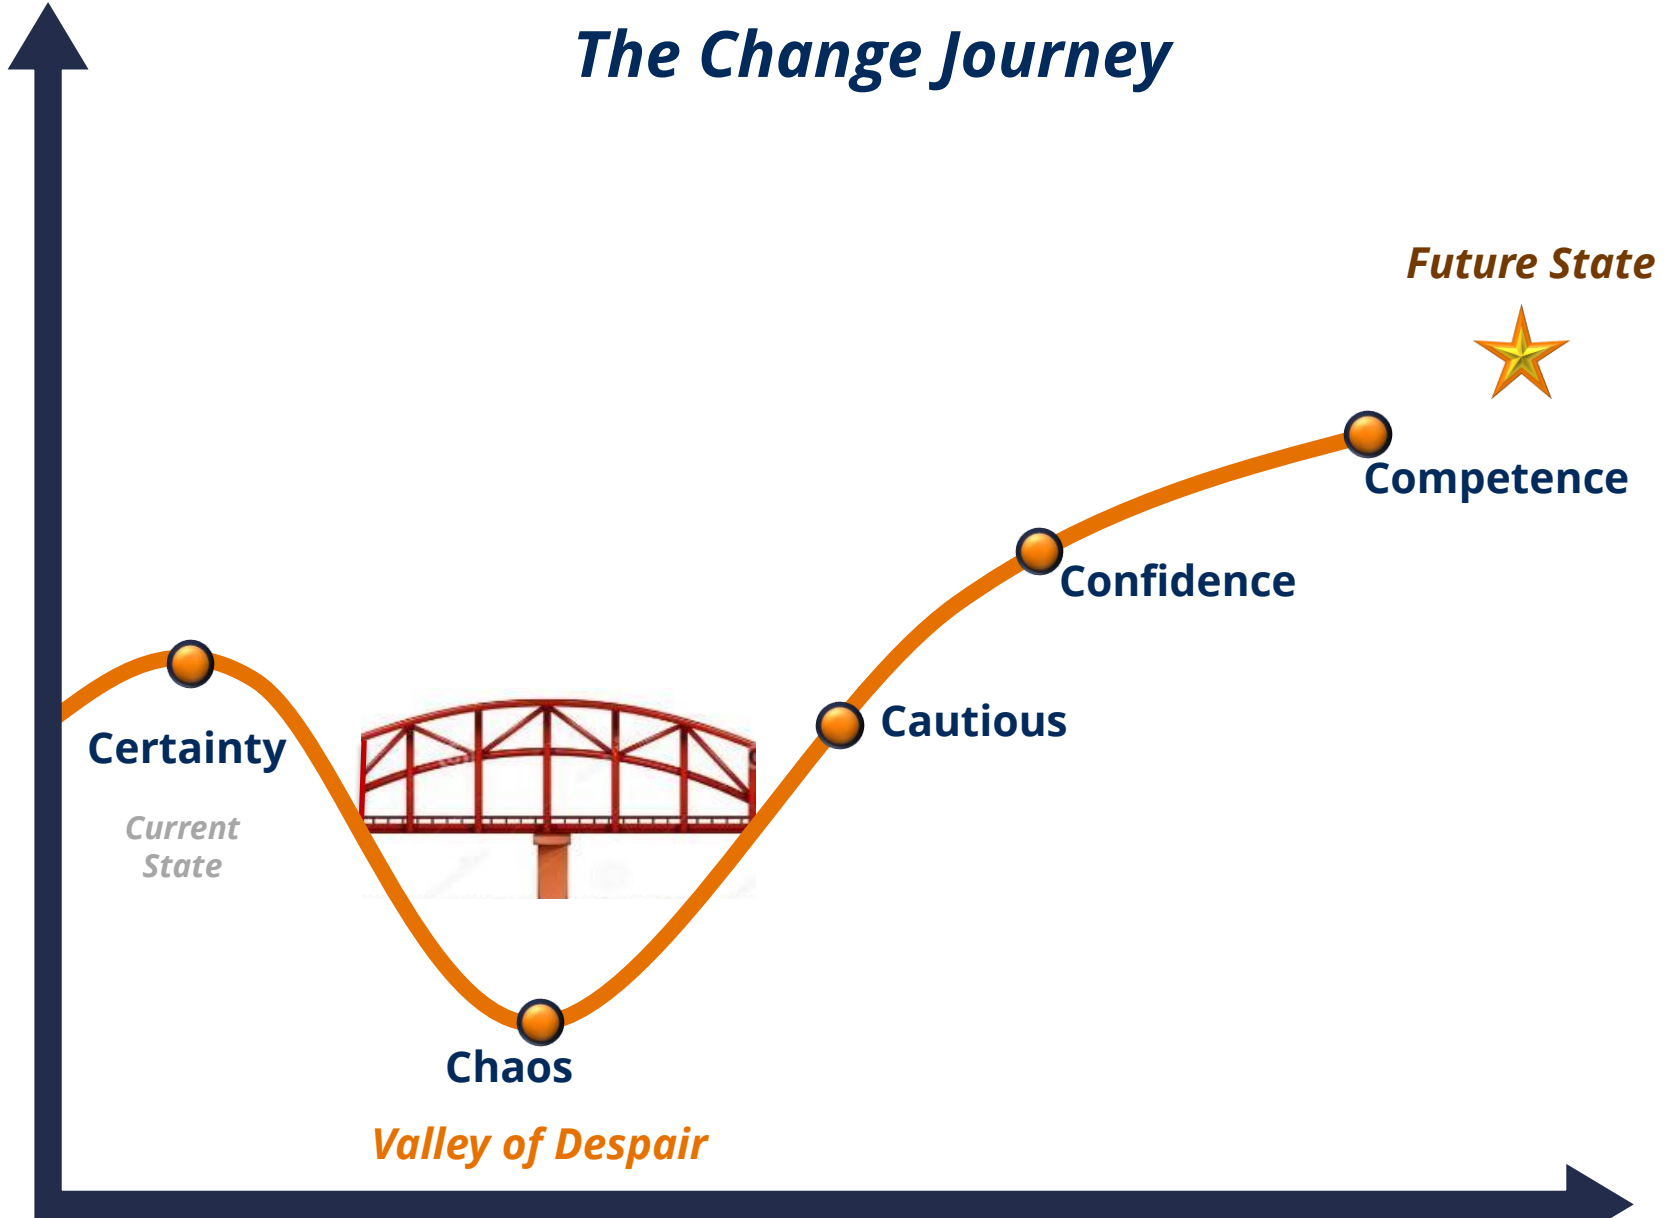 The Change Journey
Future State
Competence
Confidence
Cautious
Certainty
Current
State
Chaos
Valley of Despair